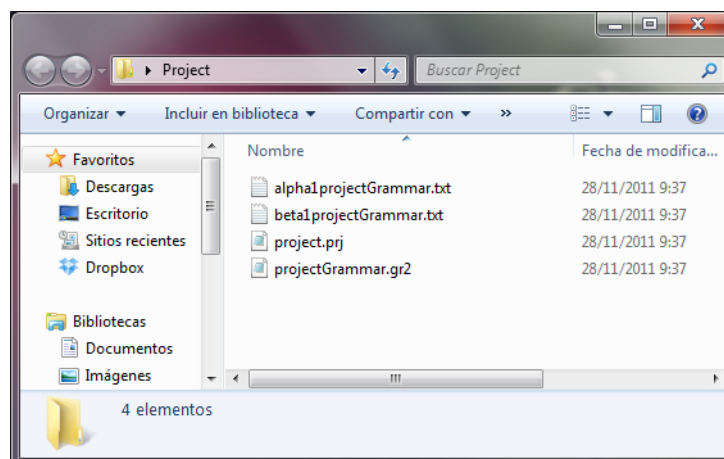 Project
Buscar Project
Organizar
Incluir en biblioteca
Compartir con
»
Favoritos
Descargas
Escritorio
Sitios recientes
Dropbox
Bibliotecas
Documentos
Imágenes
Nombre
Fecha de modifica...
alpha1projectGrammar.txt
28/11/2011 9:37
beta1projectGrammar.txt
28/11/2011 9:37
project.prj
28/11/2011 9:37
projectGrammar.gr2
28/11/2011 9:37
4 elementos